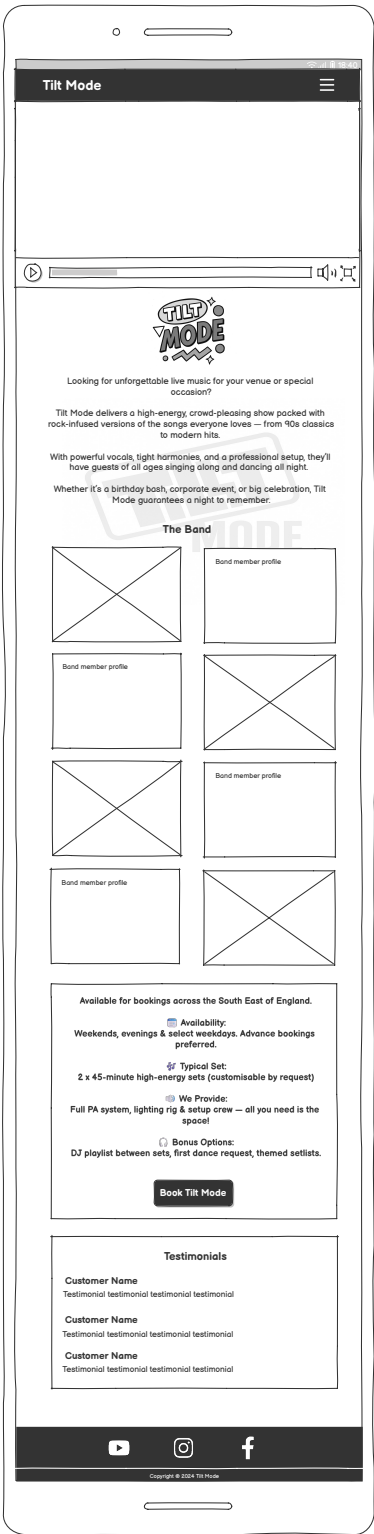 18:40
Tilt Mode
TILT
MODE
Looking for unforgettable live music for your venue or special
occasion?
Tilt Mode delivers a high-energy, crowd-pleasing show packed with
rock-infused versions of the songs everyone loves — from 90s classics
to modern hits.
With powerful vocals, tight harmonies, and a professional setup, they'll
have guests of all ages singing along and dancing all night.
Whether it's a birthday bash, corporate event, or big celebration, Tilt
Mode guarantees a night to remember.
TILT
MODE
The Band
Band member profile
Band member profile
Band member profile
Band member profile
Available for bookings across the South East of England.
Availability:
Weekends, evenings & select weekdays. Advance bookings
preferred.
Typical Set:
2 x 45-minute high-energy sets (customisable by request)
We Provide:
Full PA system, lighting rig & setup crew — all you need is the
space!
Bonus Options:
DJ playlist between sets, first dance request, themed setlists.
Book Tilt Mode
Testimonials
Customer Name
Testimonial testimonial testimonial testimonial
Customer Name
Testimonial testimonial testimonial testimonial
Customer Name
Testimonial testimonial testimonial testimonial
Copyright © 2024 Tilt Mode